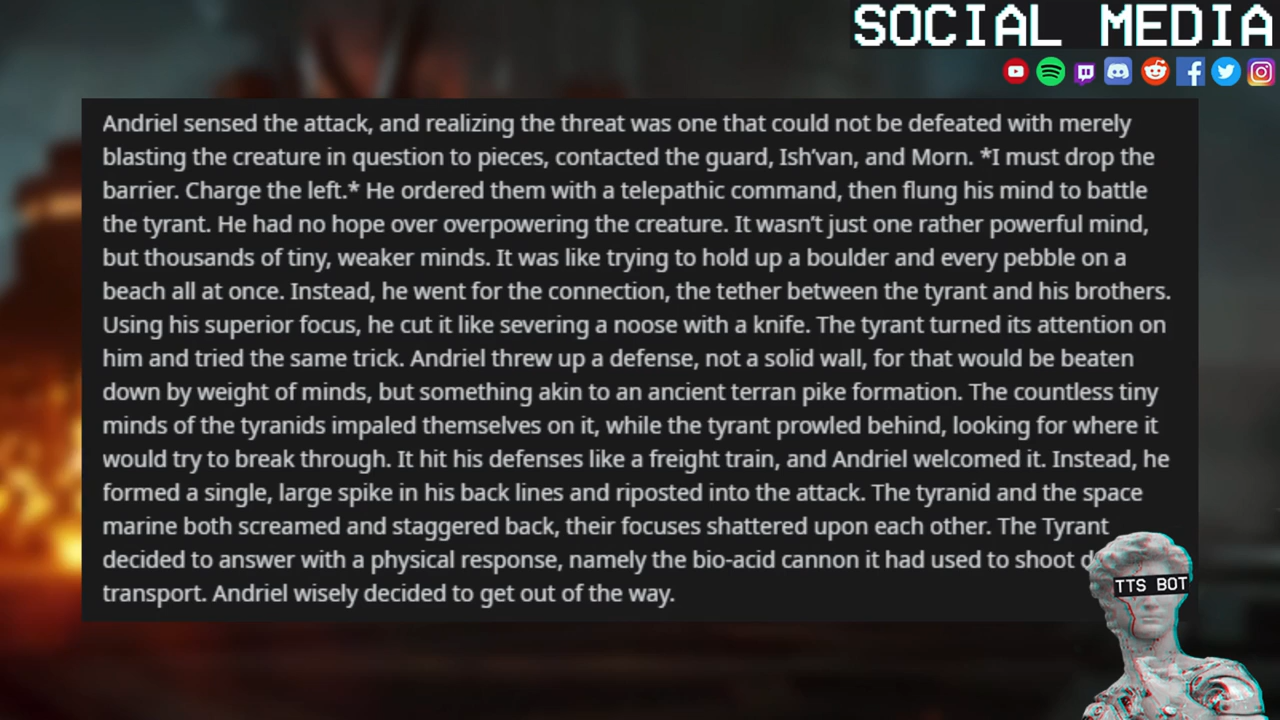 SOCIAL MEDIA
Andriel sensed the attack, and realizing the threat was one that could not be defeated with merely
blasting the creature in question to pieces, contacted the guard, Ish’van, and Morn. *I must drop the
barrier. Charge the left.* He ordered them with a telepathic command, then flung his mind to battle
the tyrant. He had no hope over overpowering the creature. It wasn’t just one rather powerful mind,
but thousands of tiny, weaker minds. It was like trying to hold up a boulder and every pebble on a
beach all at once. Instead, he went for the connection, the tether between the tyrant and his brothers.
Using his superior focus, he cut it like severing a noose with a knife. The tyrant turned its attention on
him and tried the same trick. Andriel threw up a defense, not a solid wall, for that would be beaten
down by weight of minds, but something akin to an ancient terran pike formation. The countless tiny
minds of the tyranids impaled themselves on it, while the tyrant prowled behind, looking for where it
would try to break through. It hit his defenses like a freight train, and Andriel welcomed it. Instead, he
formed a single, large spike in his back lines and riposted into the attack. The tyranid and the space
marine both screamed and staggered back, their focuses shattered upon each other. The Tyrant
decided to answer with a physical response, namely the bio-acid cannon it had used to shoot
transport. Andriel wisely decided to get out of the way.
TTS BOT